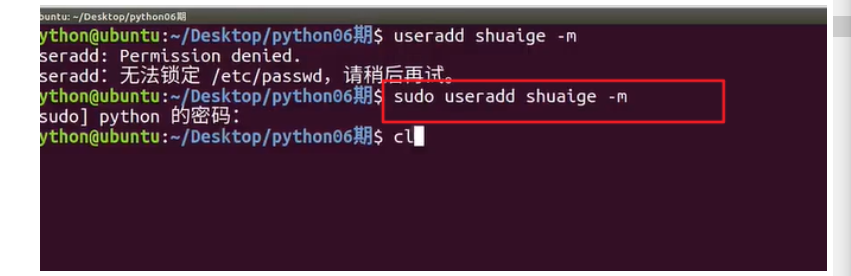 ubuntu: ~/Desktop/python06期
ython@ubuntu:~/Desktop/python06期$ useradd shuaige -m
seradd: Permission denied.
seradd: 无法锁定 /etc/passwd，请稍后再试。
ython@ubuntu:~/Desktop/python06期$ sudo useradd shuaige -m
sudo] python 的密码：
ython@ubuntu:~/Desktop/python06期$ cl